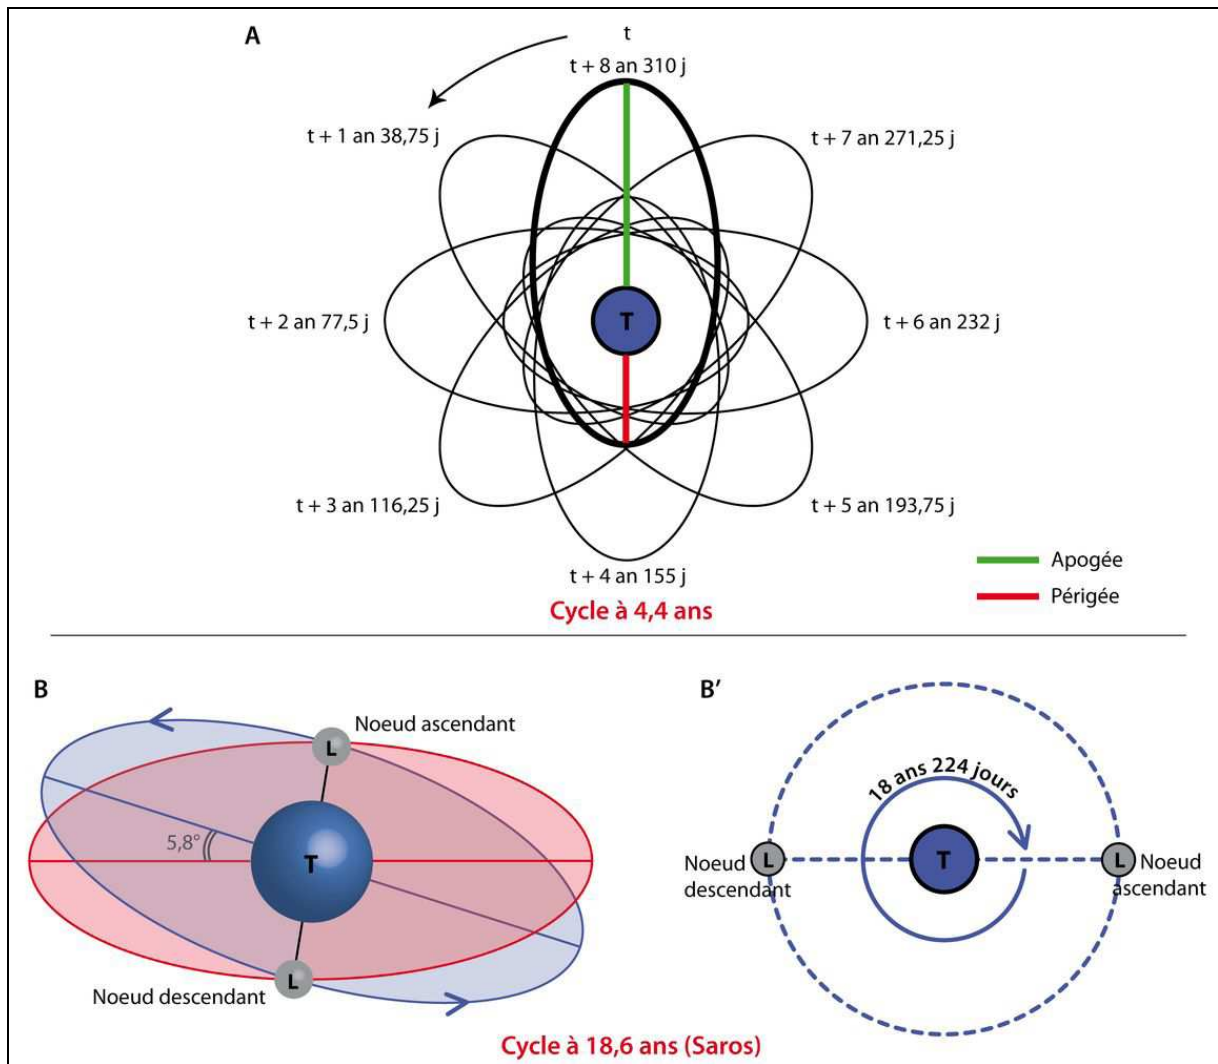 A
t
t + 8 an 310 j
t + 1 an 38,75 j
t + 7 an 271,25 j
T
t + 2 an 77,5 j
t + 6 an 232 j
t + 3 an 116,25 j
t + 5 an 193,75 j
t + 4 an 155 j
Apogée
Périgée
Cycle à 4,4 ans
B
Noeud ascendant
L
5,8°
T
L
Noeud descendant
B'
18 ans 224 jours
Noeud
descendant
L
T
L
Noeud
ascendant
Cycle à 18,6 ans (Saros)